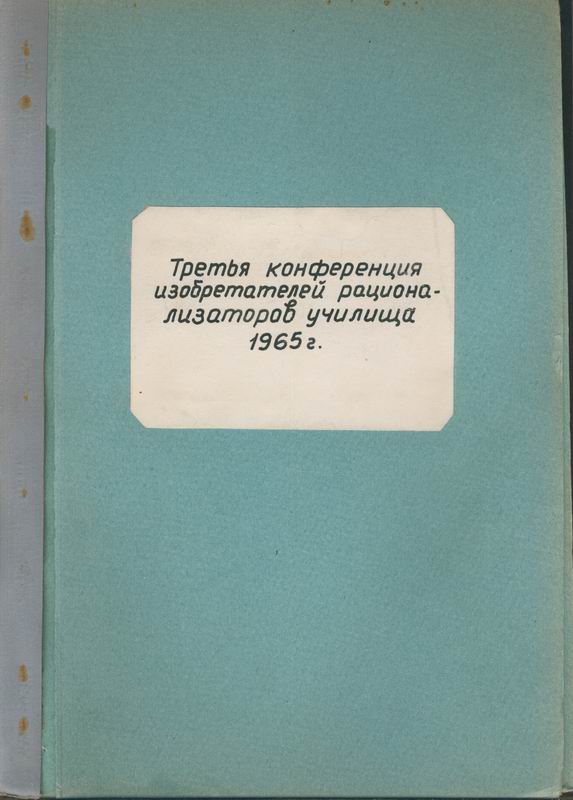 Третья конференция
изобретателей рациона-
лизаторов училища
1965г.